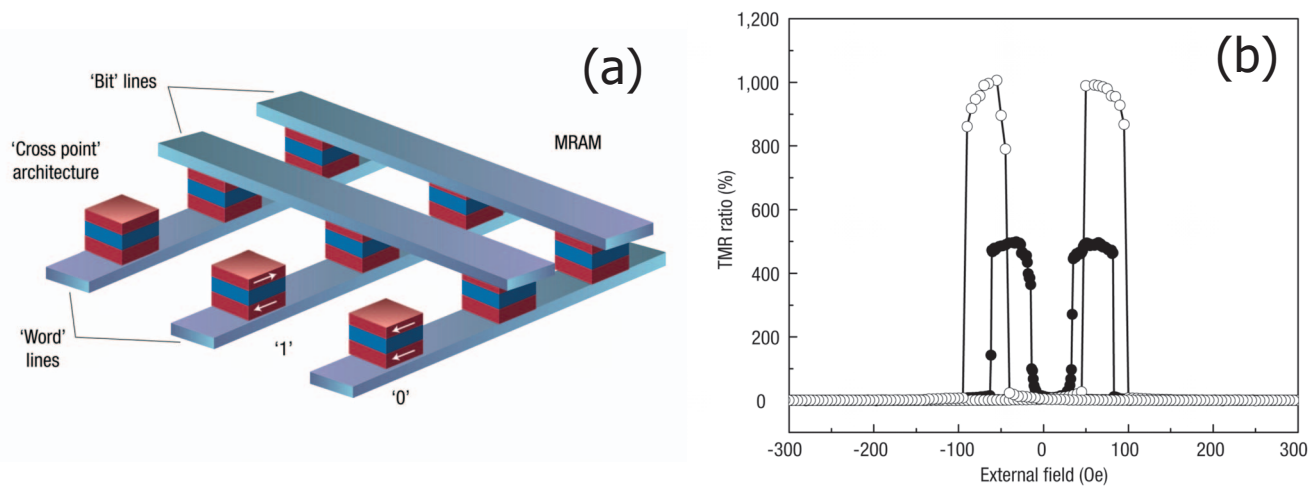 (a)
'Bit' lines
MRAM
'Cross point'
architecture
'Word'
lines
'1'
'0'
(b)
1,200
1,000
800
600
400
200
0
TMR ratio (%)
-300
-200
-100
0
100
200
300
External field (Oe)